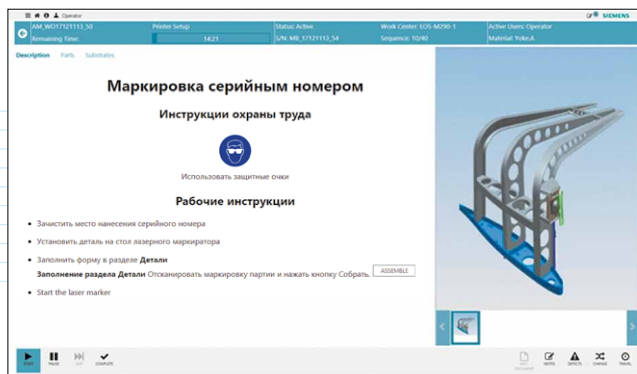 Operator
SIEMENS
AM_WO17121113_50
Printer Setup
Status: Active
Work Center: EOS-M290-1
Active Users: Operator
Remaining Time:
14:21
S/N: MB_17121113_54
Sequence: 10/40
Material: Yoke.A
Description Parts Substrates
Маркировка серийным номером
Инструкции охраны труда
Использовать защитные очки
Рабочие инструкции
Зачистить место нанесения серийного номера
Установить деталь на стол лазерного маркиратора
Заполнить форму в разделе Детали
Заполнение раздела Детали Отсканировать маркировку партии и нажать кнопку Собрать. ASSEMBLE
Start the laser marker
PAUSE
COMPLETE
DOCUMENT
NOTES
DEFECTS
CHANGE
TRAVEL